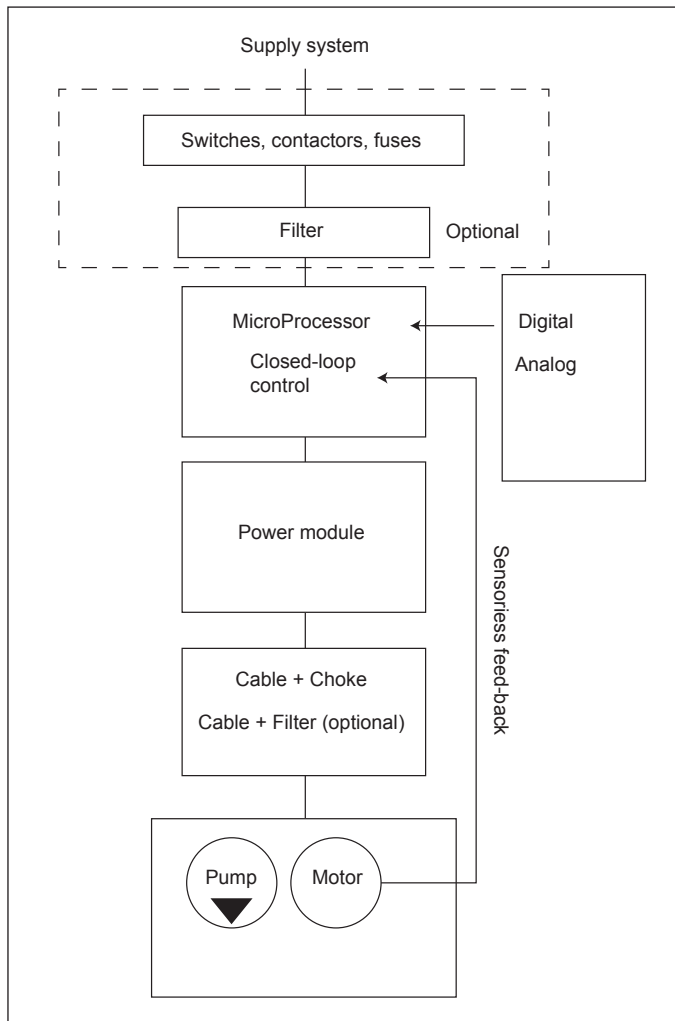 Supply system
Switches, contactors, fuses
Filter
Optional
MicroProcessor
Digital
Closed-loop
control
Analog
Power module
Sensoriess feed-back
Cable + Choke
Cable + Filter (optional)
Pump
Motor